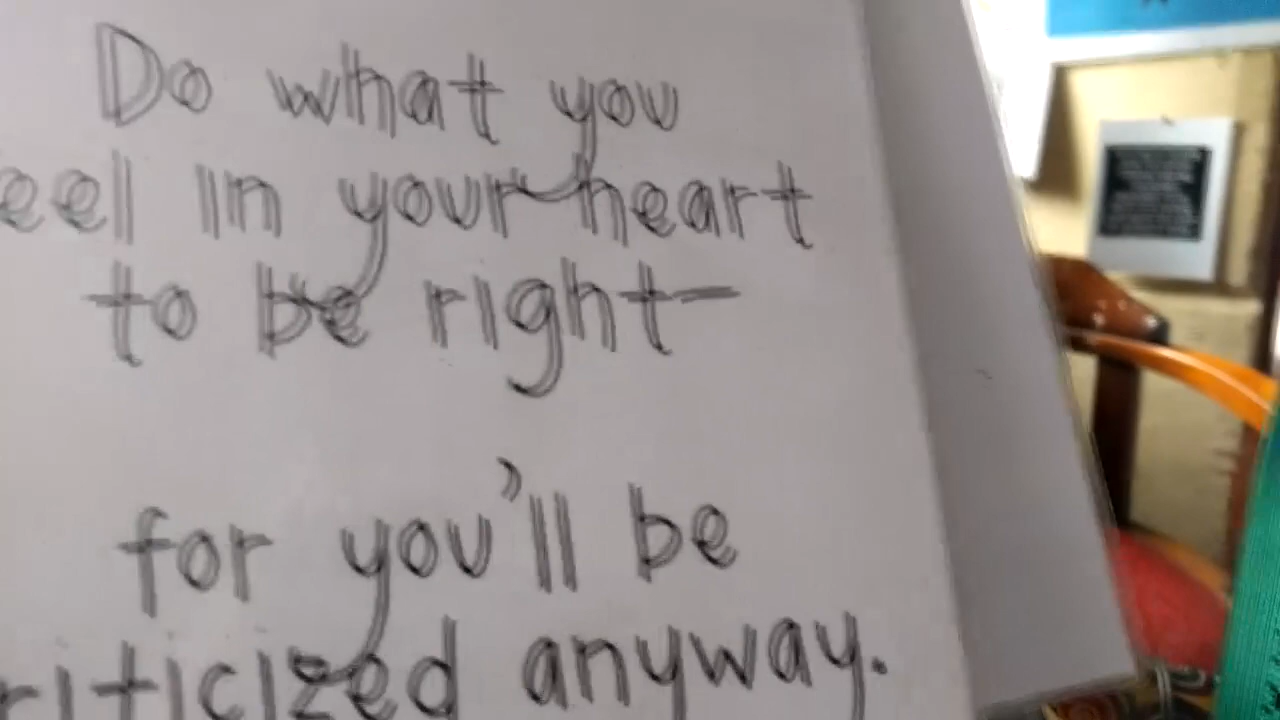 Do what you
eel in your heart
to be right-
for you'll be
riticized anyway.